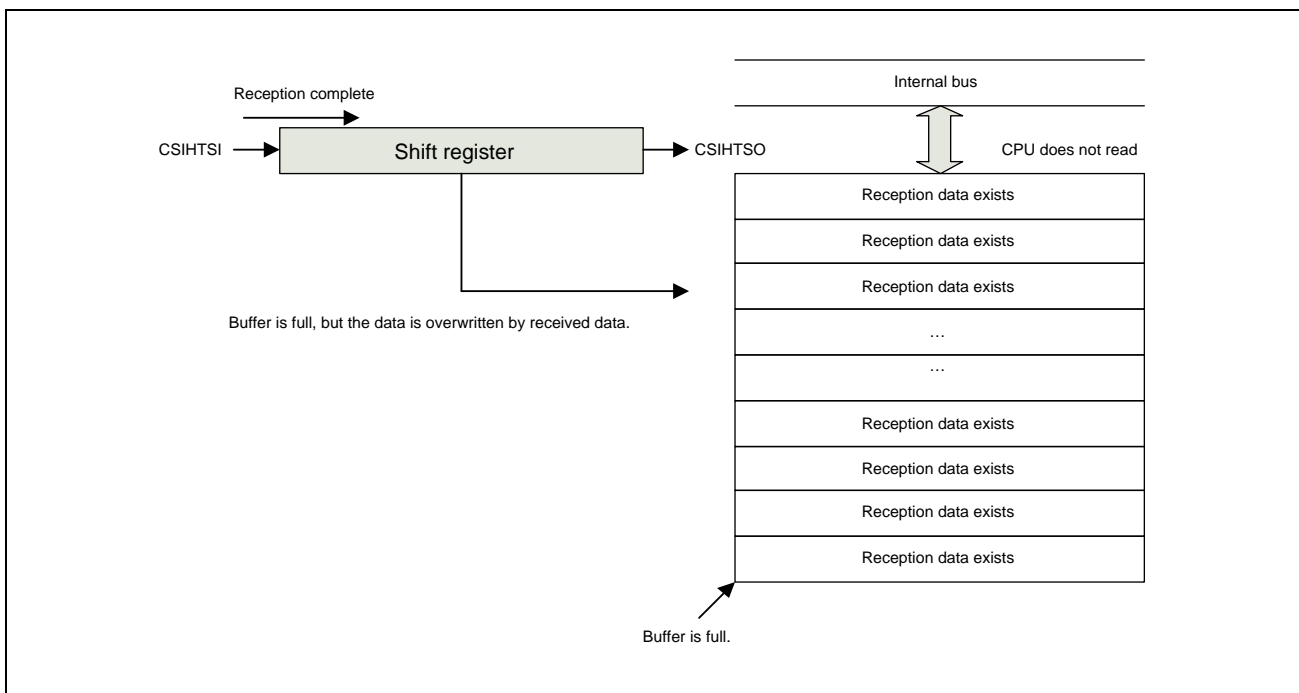 Internal bus
Reception complete
CSIHTSI
Shift register
CSIHTSO
CPU does not read
Reception data exists
Reception data exists
Reception data exists
Buffer is full, but the data is overwritten by received data.
…
…
Reception data exists
Reception data exists
Reception data exists
Reception data exists
Buffer is full.